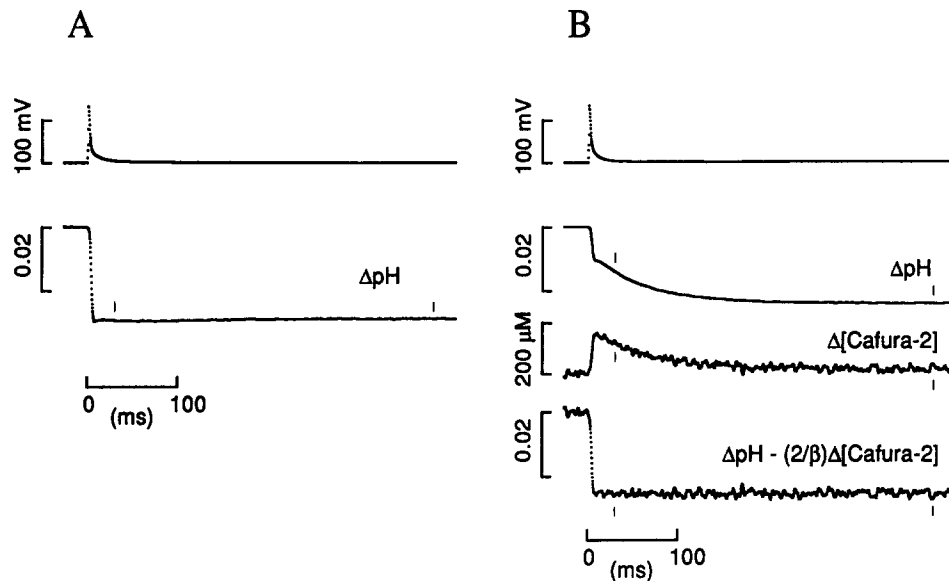 A
100 mV
0.02
ΔpH
0 100
(ms)
B
100 mV
0.02
ΔpH
200 μM
Δ[Cafura-2]
0.02
ΔpH - (2/β)Δ[Cafura-2]
0 100
(ms)